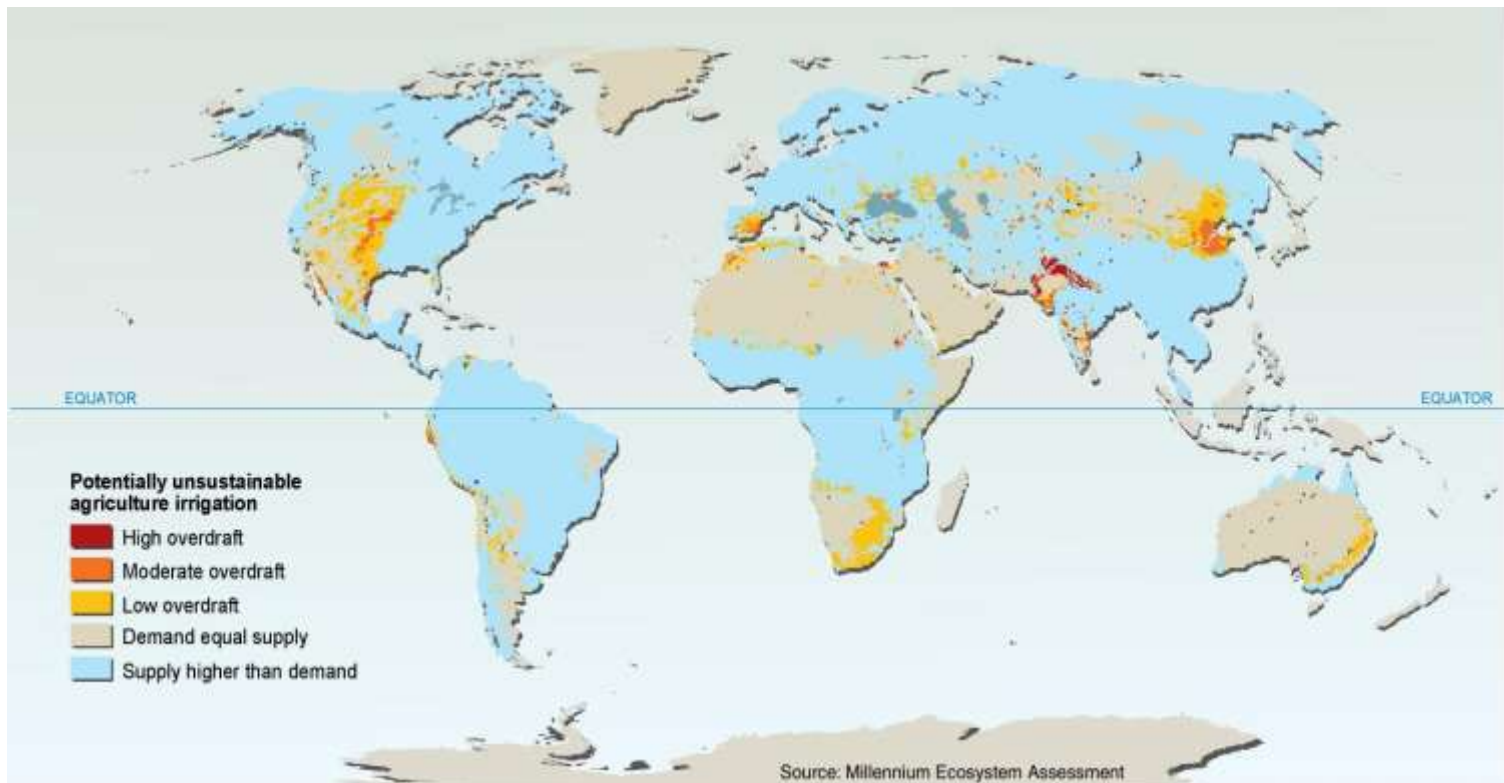 EQUATOR
EQUATOR
Potentially unsustainable
agriculture irrigation
High overdraft
Moderate overdraft
Low overdraft
Demand equal supply
Supply higher than demand
Source: Millennium Ecosystem Assessment